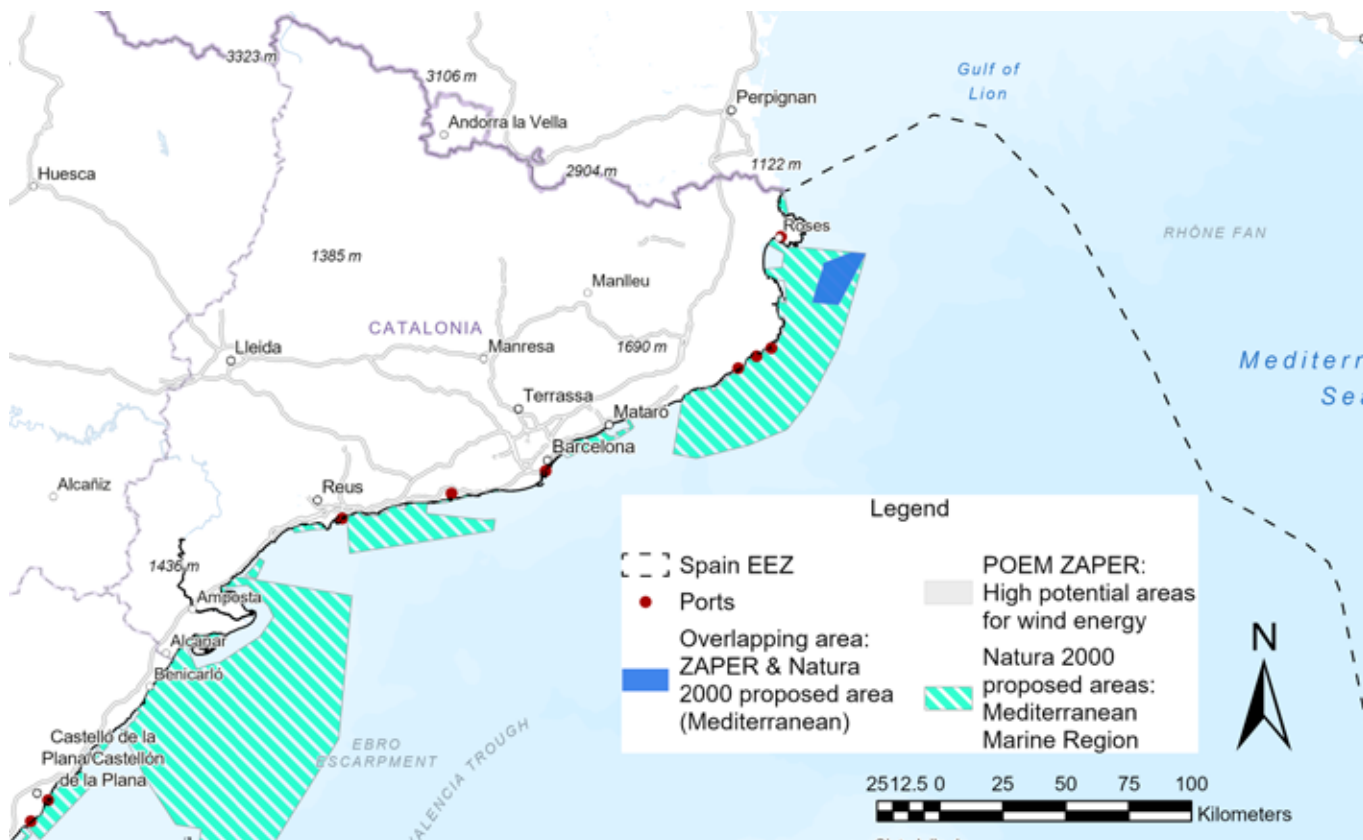 3323 m
3106 m
Gulf of
Lion
Perpignan
Andorra la Vella
1122 m
2904 m
Huesca
Roses
RHÔNE FAN
1385 m
Manlleu
CATALONIA
Lleida
Manresa
1690 m
Mediterr
Sea
Terrassa
Mataró
Barcelona
Alcañiz
Reus
1436 m
Amposta
Alcanar
Benicarló
Castelló de la
Plana/Castellón
de la Plana
EBRO
ESCARPMENT
VALENCIA TROUGH
Legend
Spain EEZ
Ports
Overlapping area:
ZAPER & Natura
2000 proposed area
(Mediterranean)
POEM ZAPER:
High potential areas
for wind energy
Natura 2000
proposed areas:
Mediterranean
Marine Region
N
25 12.5 0 25 50 75 100
Kilometers